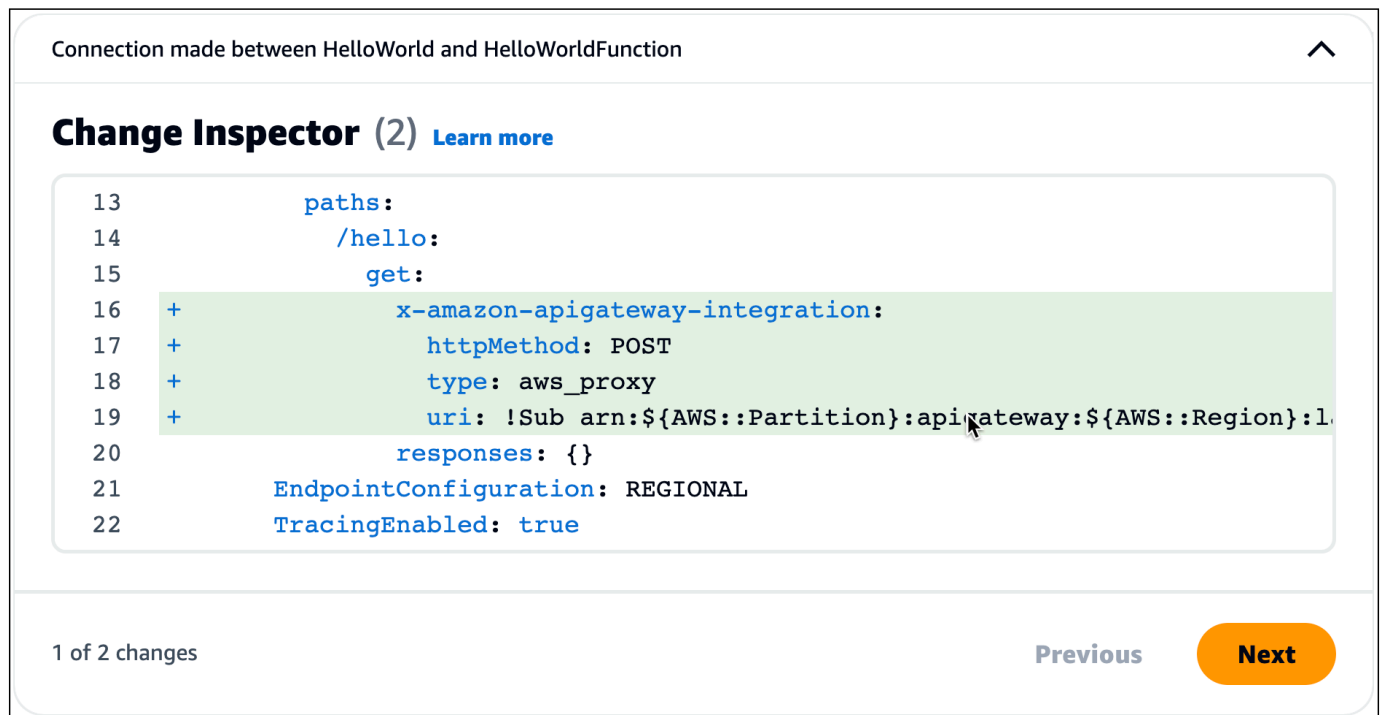 Connection made between HelloWorld and HelloWorldFunction
Change Inspector (2) Learn more
13 paths:
14 /hello:
15 get:
16 + x-amazon-apigateway-integration:
17 + httpMethod: POST
18 + type: aws_proxy
19 + uri: !Sub arn:${AWS::Partition}:apigateway:${AWS::Region}:l
20 responses: {}
21 EndpointConfiguration: REGIONAL
22 TracingEnabled: true
1 of 2 changes Previous Next